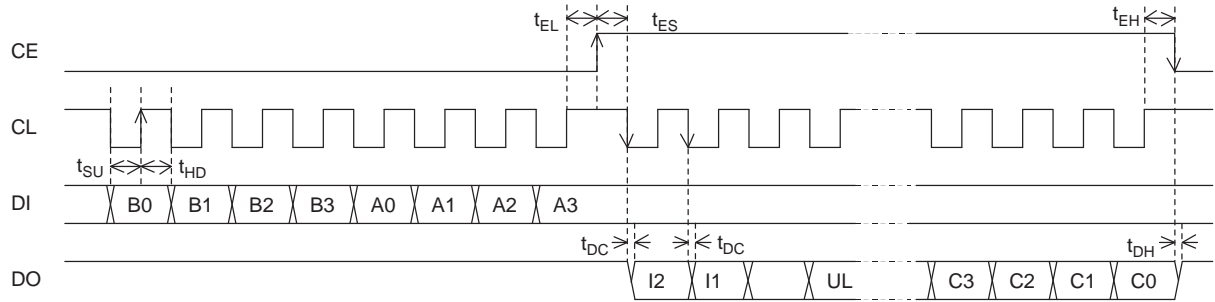 tEL tES tEH
CE
CL
tSU tHD
DI B0 B1 B2 B3 A0 A1 A2 A3
tDC tDC tDH
DO I2 I1 UL C3 C2 C1 C0